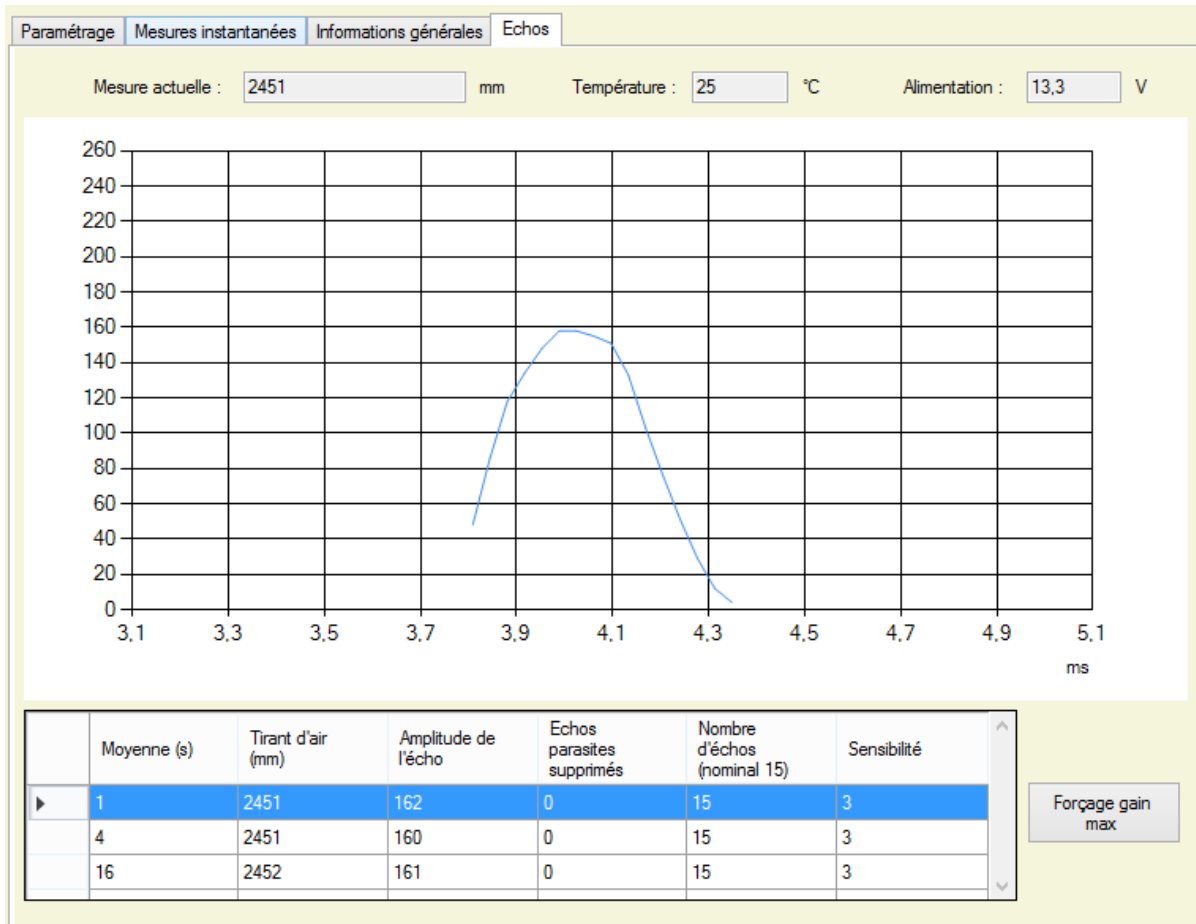 Paramétrage Mesures instantanées Informations générales Echos
Mesure actuelle : 2451 mm Température : 25 °C Alimentation : 13,3 V
260
240
220
200
180
160
140
120
100
80
60
40
20
0
3,1 3,3 3,5 3,7 3,9 4,1 4,3 4,5 4,7 4,9 5,1
ms
Moyenne (s) Tirant d'air (mm) Amplitude de l'écho Echos parasites supprimés Nombre d'échos (nominal 15) Sensibilité
1 2451 162 0 15 3
4 2451 160 0 15 3
16 2452 161 0 15 3
Forçage gain
max